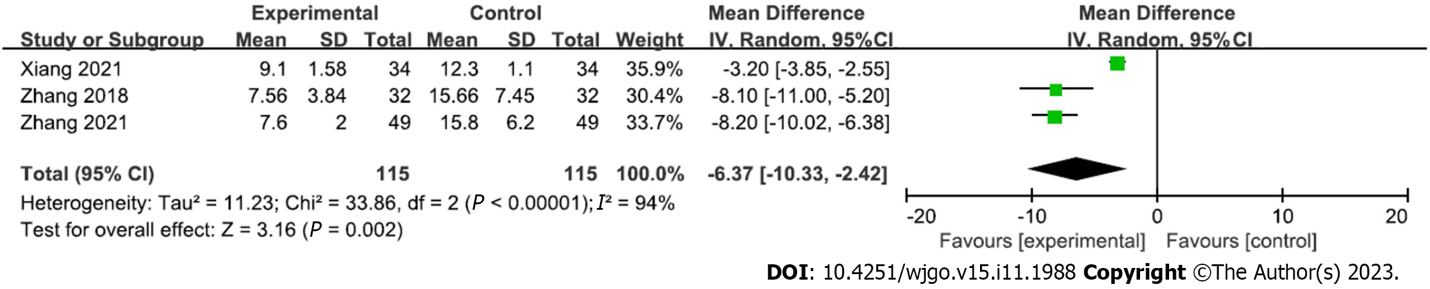 Experimental Control Mean Difference Mean Difference
Study or Subgroup Mean SD Total Mean SD Total Weight IV, Random, 95%CI IV, Random, 95%CI
Xiang 2021 9.1 1.58 34 12.3 1.1 34 35.9% -3.20 [-3.85, -2.55]
Zhang 2018 7.56 3.84 32 15.66 7.45 32 30.4% -8.10 [-11.00, -5.20]
Zhang 2021 7.6 2 49 15.8 6.2 49 33.7% -8.20 [-10.02, -6.38]
Total (95% CI) 115 115 100.0% -6.37 [-10.33, -2.42]
Heterogeneity: Tau² = 11.23; Chi² = 33.86, df = 2 (P < 0.00001); I² = 94%
Test for overall effect: Z = 3.16 (P = 0.002)
-20 -10 0 10 20
Favours [experimental] Favours [control]
DOI: 10.4251/wjgo.v15.i11.1988 Copyright ©The Author(s) 2023.